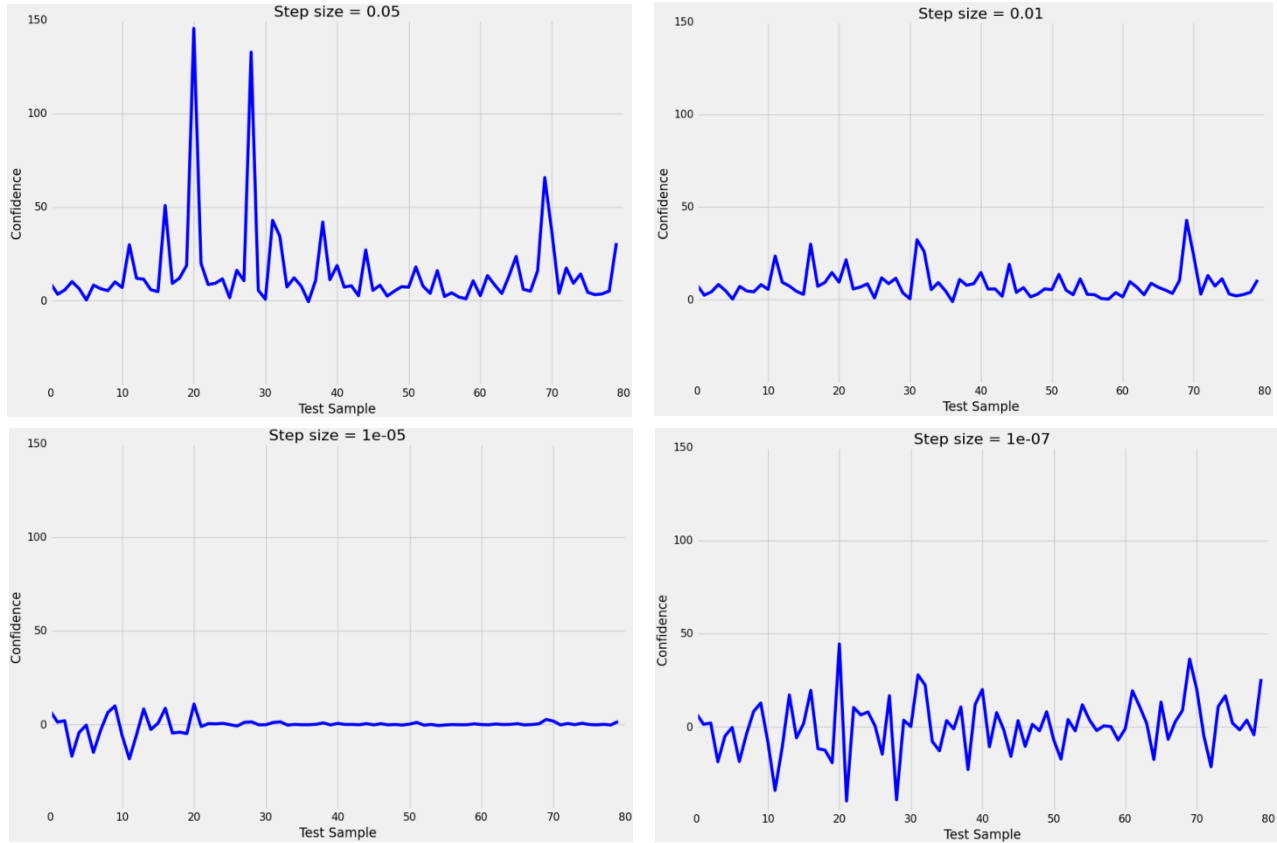 Step size = 0.05
150
100
50
0
Confidence
0 10 20 30 40 50 60 70 80
Test Sample
Step size = 0.01
150
100
50
0
Confidence
0 10 20 30 40 50 60 70 80
Test Sample
Step size = 1e-05
150
100
50
0
Confidence
0 10 20 30 40 50 60 70 80
Test Sample
Step size = 1e-07
150
100
50
0
Confidence
0 10 20 30 40 50 60 70 80
Test Sample